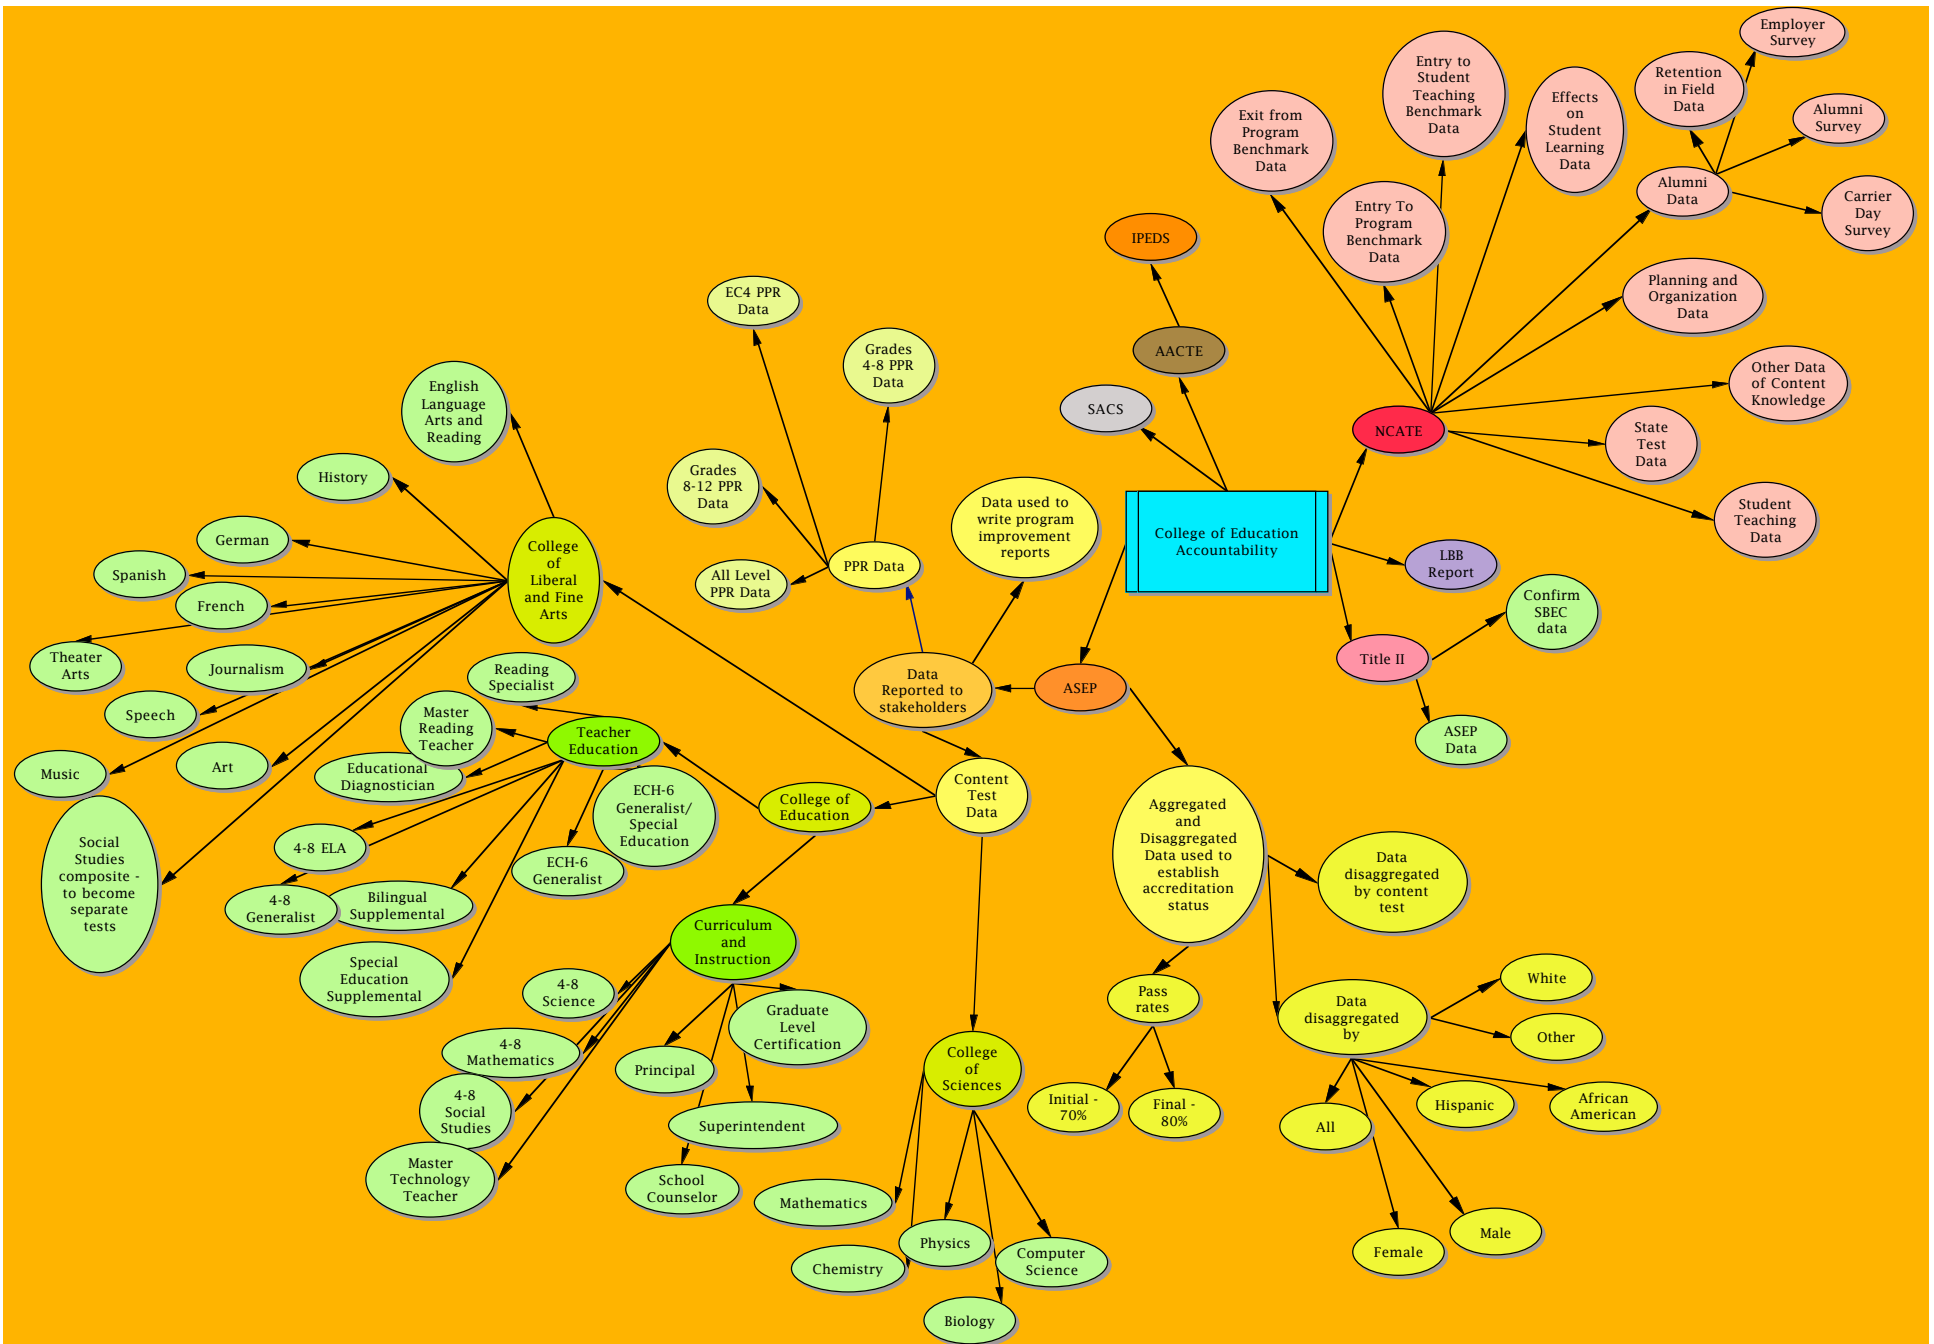 Employer
Survey
Entry to
Student
Teaching
Benchmark
Data
Retention
in Field
Data
Effects
on
Student
Learning
Data
Alumni
Survey
Exit from
Program
Benchmark
Data
Alumni
Data
Carrier
Day
Survey
Entry To
Program
Benchmark
Data
IPEDS
Planning and
Organization
Data
EC4 PPR
Data
Grades
4-8 PPR
Data
AACTE
Other Data
of Content
Knowledge
English
Language
Arts and
Reading
SACS
NCATE
State
Test
Data
History
Grades
8-12 PPR
Data
Data used to
write program
improvement
reports
College of Education
Accountability
Student
Teaching
Data
German
College
of
Liberal
and Fine
Arts
PPR Data
LBB
Report
Spanish
All Level
PPR Data
French
Confirm
SBEC
data
Theater
Arts
Journalism
Reading
Specialist
Data
Reported to
stakeholders
ASEP
Title II
Speech
Master
Reading
Teacher
Teacher
Education
ASEP
Data
Music
Art
Educational
Diagnostician
ECH-6
Generalist/
Special
Education
College of
Education
Content
Test
Data
Aggregated
and
Disaggregated
Data used to
establish
accreditation
status
4-8 ELA
ECH-6
Generalist
Data
disaggregated
by content
test
Social
Studies
composite -
to become
separate
tests
4-8
Generalist
Bilingual
Supplemental
Curriculum
and
Instruction
Special
Education
Supplemental
4-8
Science
White
Pass
rates
Data
disaggregated
by
Graduate
Level
Certification
Other
4-8
Mathematics
Principal
College
of
Sciences
4-8
Social
Studies
Initial -
70%
Final -
80%
Hispanic
African
American
Superintendent
All
Master
Technology
Teacher
School
Counselor
Mathematics
Physics
Male
Female
Chemistry
Computer
Science
Biology